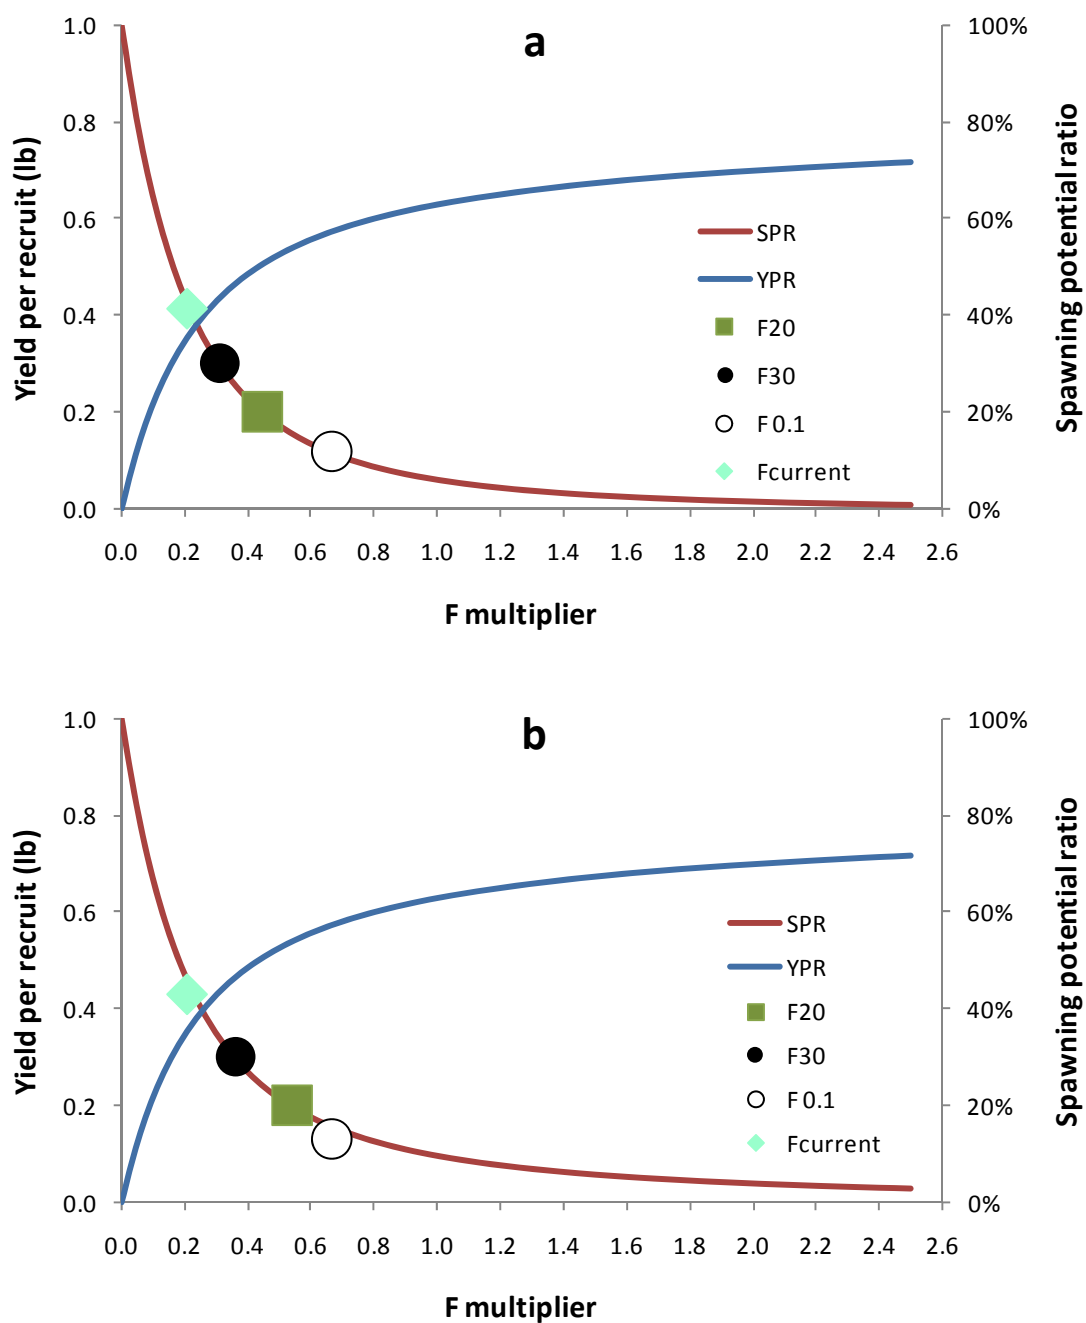 a
Yield per recruit (lb)
Spawning potential ratio
1.0
0.8
0.6
0.4
0.2
0.0
100%
80%
60%
40%
20%
0%
SPR
YPR
F20
F30
F 0.1
Fcurrent
0.0 0.2 0.4 0.6 0.8 1.0 1.2 1.4 1.6 1.8 2.0 2.2 2.4 2.6
F multiplier
b
Yield per recruit (lb)
Spawning potential ratio
1.0
0.8
0.6
0.4
0.2
0.0
100%
80%
60%
40%
20%
0%
SPR
YPR
F20
F30
F 0.1
Fcurrent
0.0 0.2 0.4 0.6 0.8 1.0 1.2 1.4 1.6 1.8 2.0 2.2 2.4 2.6
F multiplier